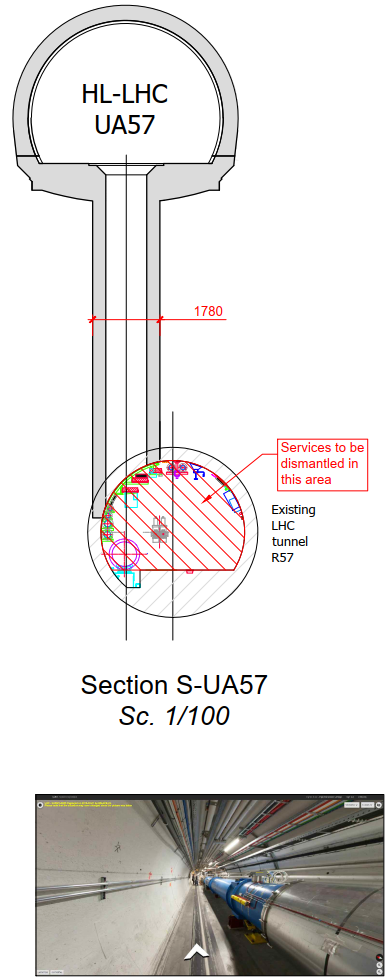 HL-LHC
UA57
1780
Services to be
dismantled in
this area
Existing
LHC
tunnel
R57
Section S-UA57
Sc. 1/100